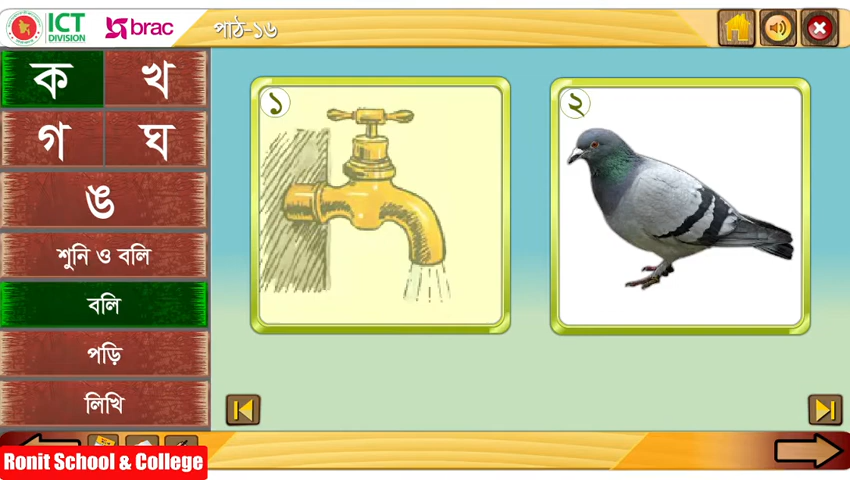 ICT
DIVISION
brac
পাঠ-১৬
ক
খ
গ
ঘ
ঙ
শুনি ও বলি
বলি
পড়ি
লিখি
১
২
Ronit School & College